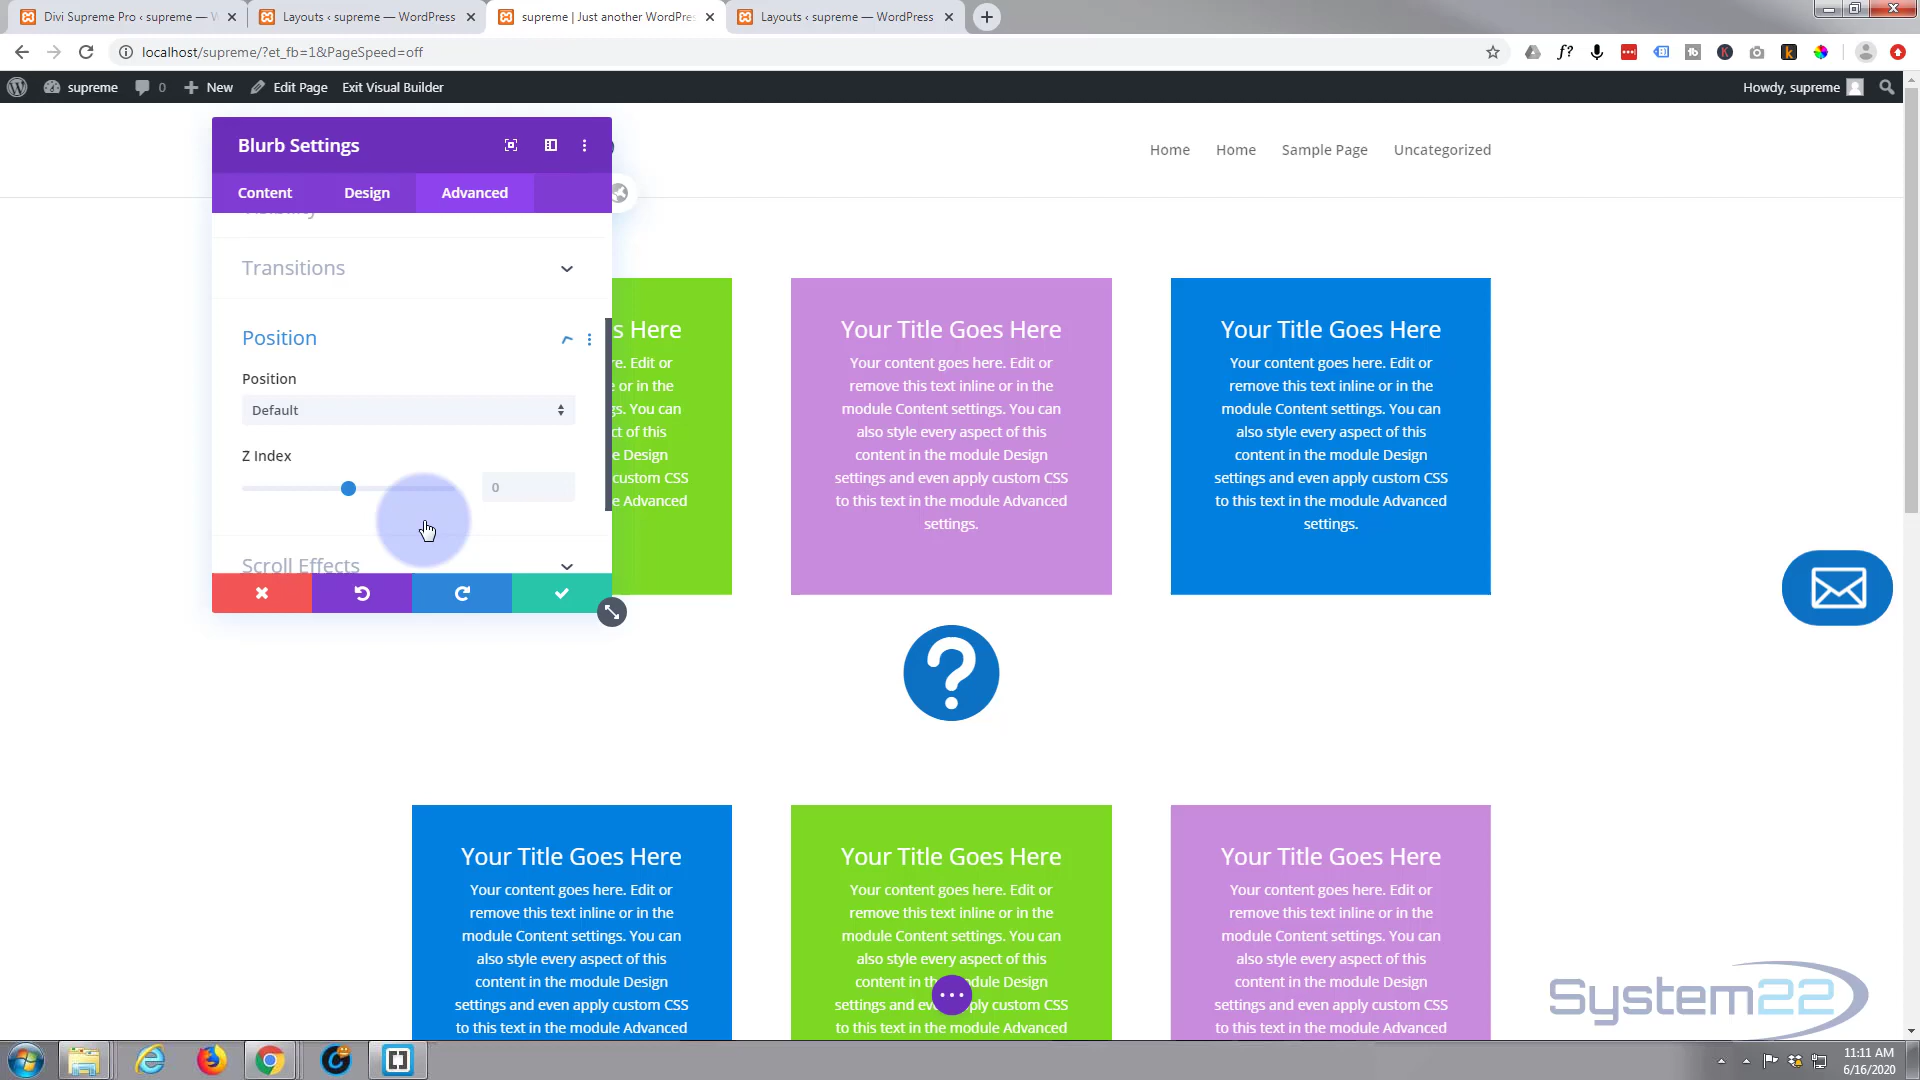 Divi Supreme Pro ‹ supreme — W
Layouts ‹ supreme — WordPress
supreme | Just another WordPres
Layouts ‹ supreme — WordPress
localhost/supreme/?et_fb=1&PageSpeed=off
f?
supreme
0
New
Edit Page
Exit Visual Builder
Howdy, supreme
Home
Home
Sample Page
Uncategorized
Blurb Settings
Content
Design
Advanced
Transitions
Position
Position
Default
Z Index
0
Scroll Effects
s Here
re. Edit or
e or in the
gs. You can
ct of this
e Design
custom CSS
e Advanced
Your Title Goes Here
Your content goes here. Edit or
remove this text inline or in the
module Content settings. You can
also style every aspect of this
content in the module Design
settings and even apply custom CSS
to this text in the module Advanced
settings.
Your Title Goes Here
Your content goes here. Edit or
remove this text inline or in the
module Content settings. You can
also style every aspect of this
content in the module Design
settings and even apply custom CSS
to this text in the module Advanced
settings.
?
Your Title Goes Here
Your content goes here. Edit or
remove this text inline or in the
module Content settings. You can
also style every aspect of this
content in the module Design
settings and even apply custom CSS
to this text in the module Advanced
Your Title Goes Here
Your content goes here. Edit or
remove this text inline or in the
module Content settings. You can
also style every aspect of this
content in the module Design
settings and even apply custom CSS
to this text in the module Advanced
Your Title Goes Here
Your content goes here. Edit or
remove this text inline or in the
module Content settings. You can
also style every aspect of this
content in the module Design
settings and even apply custom CSS
to this text in the module Advanced
System22
11:11 AM
6/16/2020